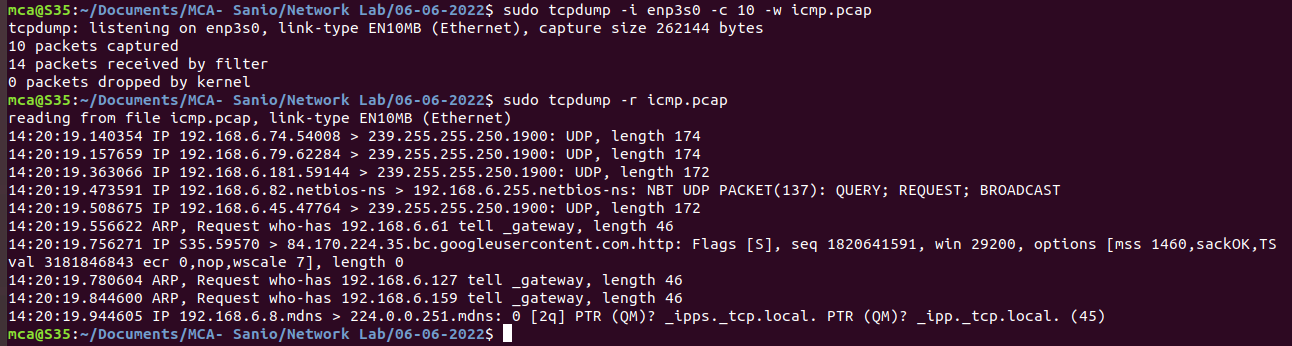 mca@S35:~/Documents/MCA- Sanio/Network Lab/06-06-2022$ sudo tcpdump -i enp3s0 -c 10 -w icmp.pcap
tcpdump: listening on enp3s0, link-type EN10MB (Ethernet), capture size 262144 bytes
10 packets captured
14 packets received by filter
0 packets dropped by kernel
mca@S35:~/Documents/MCA- Sanio/Network Lab/06-06-2022$ sudo tcpdump -r icmp.pcap
reading from file icmp.pcap, link-type EN10MB (Ethernet)
14:20:19.140354 IP 192.168.6.74.54008 > 239.255.255.250.1900: UDP, length 174
14:20:19.157659 IP 192.168.6.79.62284 > 239.255.255.250.1900: UDP, length 174
14:20:19.363066 IP 192.168.6.181.59144 > 239.255.255.250.1900: UDP, length 172
14:20:19.473591 IP 192.168.6.82.netbios-ns > 192.168.6.255.netbios-ns: NBT UDP PACKET(137): QUERY; REQUEST; BROADCAST
14:20:19.508675 IP 192.168.6.45.47764 > 239.255.255.250.1900: UDP, length 172
14:20:19.556622 ARP, Request who-has 192.168.6.61 tell _gateway, length 46
14:20:19.756271 IP S35.59570 > 84.170.224.35.bc.googleusercontent.com.http: Flags [S], seq 1820641591, win 29200, options [mss 1460,sackOK,TS
val 3181846843 ecr 0,nop,wscale 7], length 0
14:20:19.780604 ARP, Request who-has 192.168.6.127 tell _gateway, length 46
14:20:19.844600 ARP, Request who-has 192.168.6.159 tell _gateway, length 46
14:20:19.944605 IP 192.168.6.8.mdns > 224.0.0.251.mdns: 0 [2q] PTR (QM)? _ipps._tcp.local. PTR (QM)? _ipp._tcp.local. (45)
mca@S35:~/Documents/MCA- Sanio/Network Lab/06-06-2022$